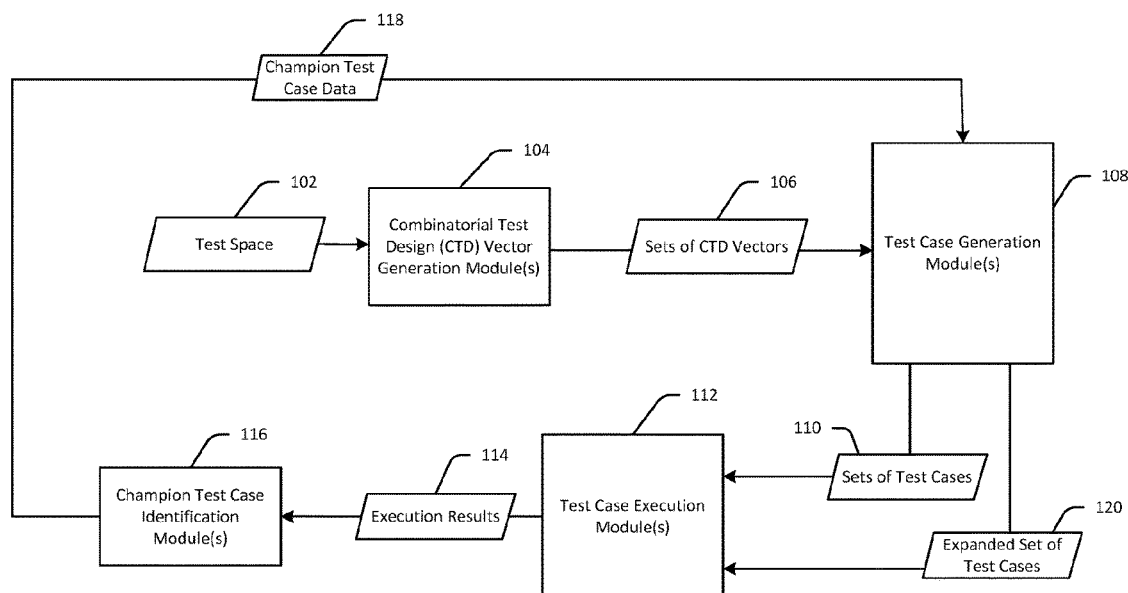 118
Champion Test
Case Data
104
102
106
108
Combinatorial Test
Design (CTD) Vector
Generation Module(s)
Test Space
Sets of CTD Vectors
Test Case Generation
Module(s)
112
110
116
114
Sets of Test Cases
Champion Test Case
Identification
Module(s)
Execution Results
Test Case Execution
Module(s)
120
Expanded Set of
Test Cases